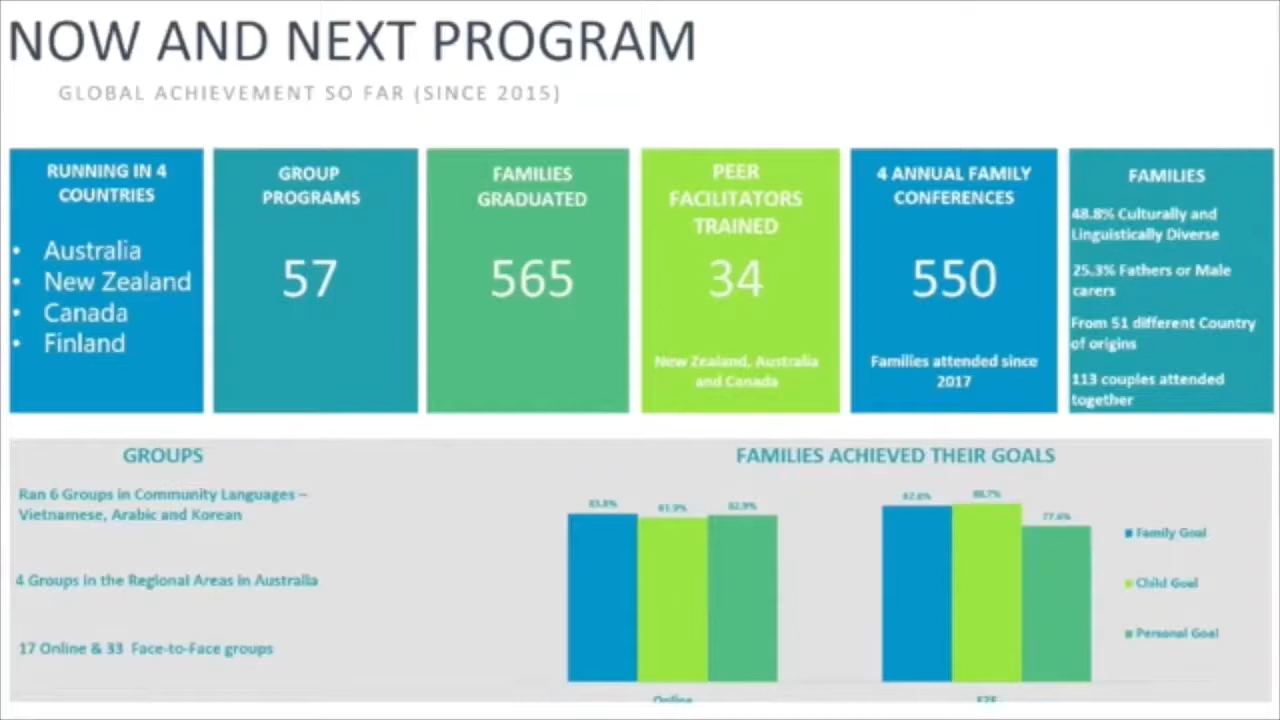 NOW AND NEXT PROGRAM
GLOBAL ACHIEVEMENT SO FAR (SINCE 2015)
RUNNING IN 4
COUNTRIES
• Australia
• New Zealand
• Canada
• Finland
GROUP
PROGRAMS
57
FAMILIES
GRADUATED
565
PEER
FACILITATORS
TRAINED
34
New Zealand, Australia
and Canada
4 ANNUAL FAMILY
CONFERENCES
550
Families attended since
2017
FAMILIES
48.8% Culturally and
Linguistically Diverse
25.3% Fathers or Male
carers
From 51 different Country
of origins
113 couples attended
together
GROUPS
Ran 6 Groups in Community Languages –
Vietnamese, Arabic and Korean
4 Groups in the Regional Areas in Australia
17 Online & 33 Face-to-Face groups
FAMILIES ACHIEVED THEIR GOALS
82.9%
77.6%
Family Goal
Child Goal
Personal Goal
Online